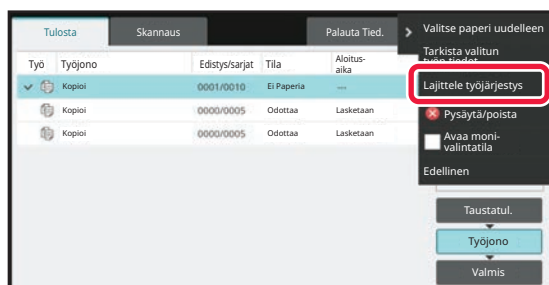 Tulosta
Skannaus
Palauta Tied.
Työ Työjono Edistys/sarjat Tila Aloitus-
aika
Kopioi 0001/0010 Ei Paperia ---
Kopioi 0000/0005 Odottaa Lasketaan
Kopioi 0000/0005 Odottaa Lasketaan
Valitse paperi uudelleen
Tarkista valitun
työn tiedot
Lajittele työjärjestys
Pysäytä/poista
Avaa moni-
valintatila
Edellinen
Taustatul.
Työjono
Valmis